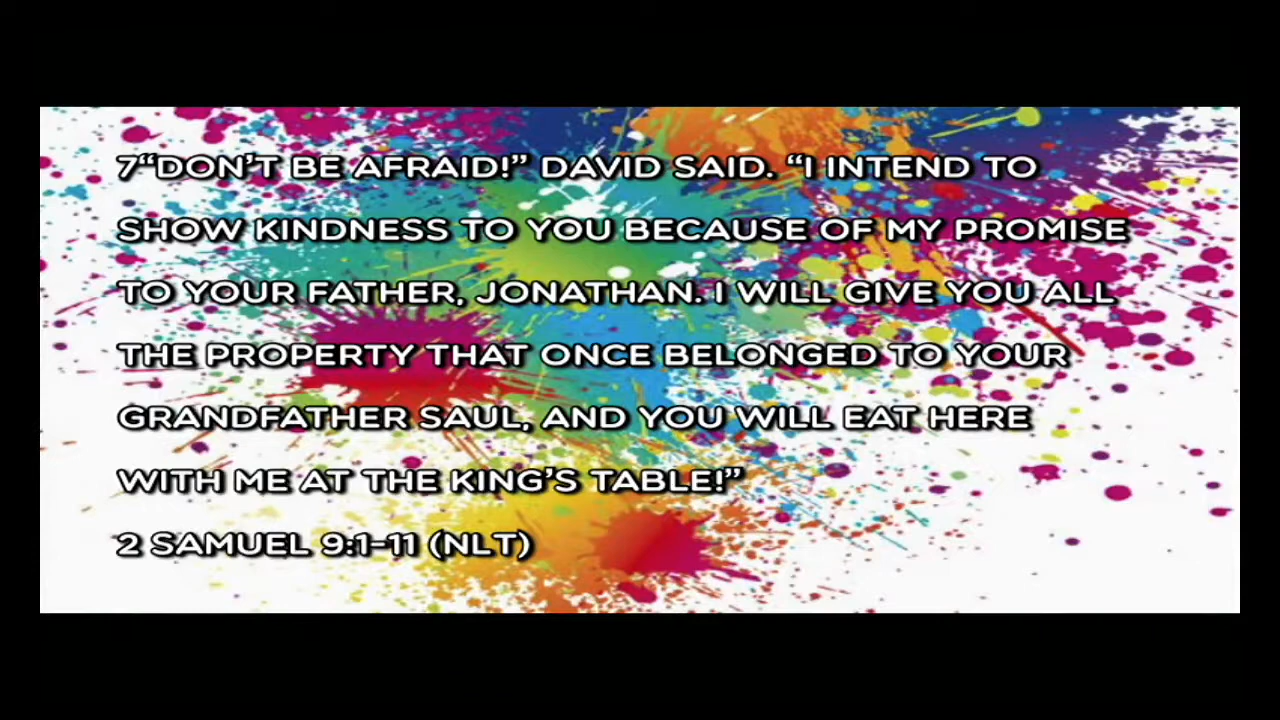 7“DON’T BE AFRAID!” DAVID SAID. “I INTEND TO
SHOW KINDNESS TO YOU BECAUSE OF MY PROMISE
TO YOUR FATHER, JONATHAN. I WILL GIVE YOU ALL
THE PROPERTY THAT ONCE BELONGED TO YOUR
GRANDFATHER SAUL, AND YOU WILL EAT HERE
WITH ME AT THE KING’S TABLE!”
2 SAMUEL 9:1-11 (NLT)